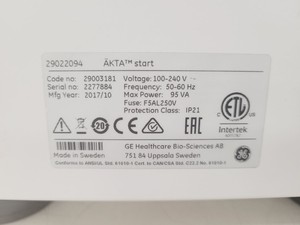 29022094 ÄKTA™ start
Code no: 29003181 Voltage: 100-240 V ~
Serial no: 2277884 Frequency: 50-60 Hz
Mfg Year: 2017/10 Max Power: 95 VA
Fuse: F5AL250V
Protection Class: IP21
20
ETL
Intertek
Made in Sweden
GE Healthcare Bio-Sciences AB
751 84 Uppsala Sweden